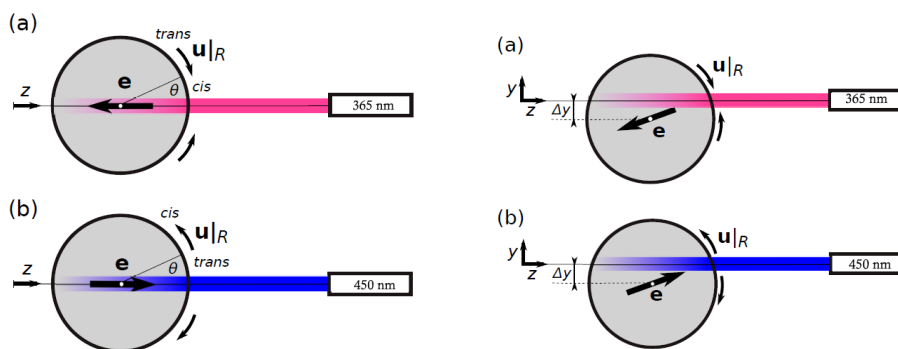 (a)
trans
u|R
cis
e
θ
z
365 nm
(b)
cis
u|R
trans
e
θ
z
450 nm
(a)
u|R
y
z
Δy
e
365 nm
(b)
u|R
y
z
Δy
e
450 nm